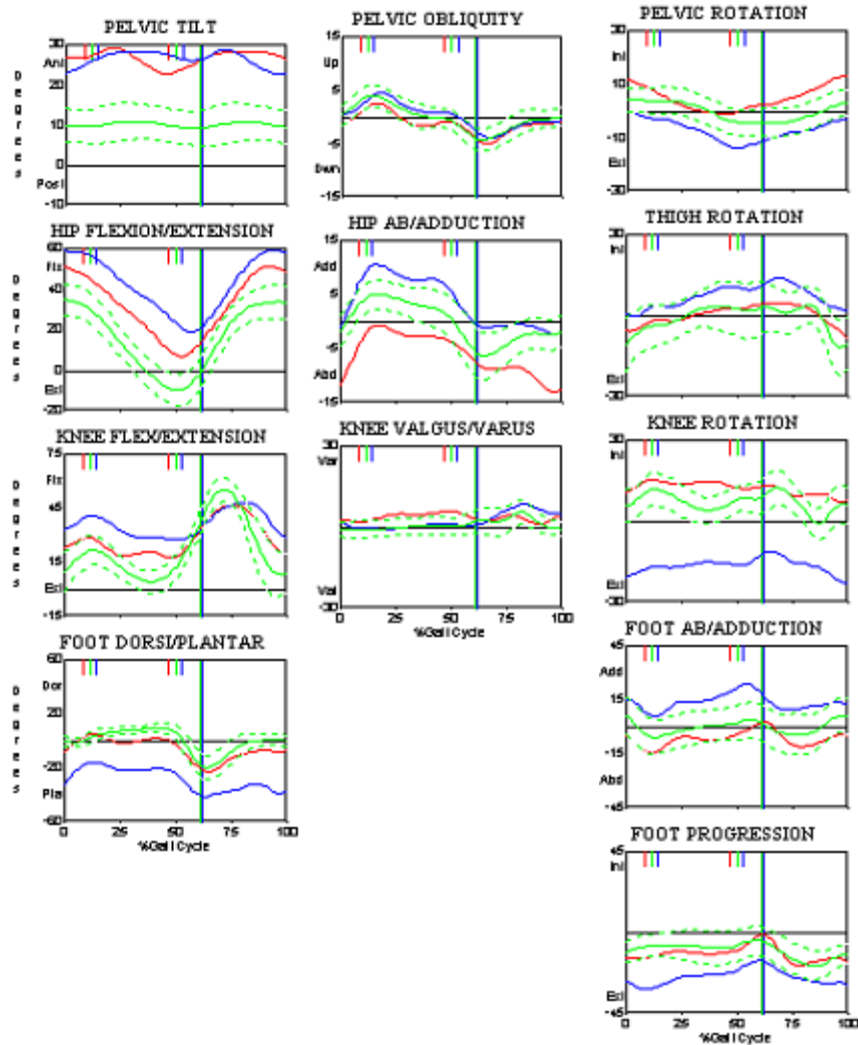 PELVIC TILT
30
Ant
20
10
0
Post
-10
Degrees
PELVIC OBLIQUITY
15
Up
5
-5
Dwn
-15
PELVIC ROTATION
30
Int
10
-10
Ext
-30
HIP FLEXION/EXTENSION
60
Flx
40
20
0
Ext
-20
Degrees
HIP AB/ADDUCTION
15
Add
5
-5
Abd
-15
THIGH ROTATION
30
Int
Ext
-30
KNEE FLEX/EXTENSION
75
Flx
45
15
Ext
-15
Degrees
KNEE VALGUS/VARUS
30
Var
Val
-30
0
25
50
75
100
%Gait Cycle
KNEE ROTATION
30
Int
Ext
-30
FOOT DORSI/PLANTAR
60
Dor
20
-20
Pla
-60
Degrees
0
25
50
75
100
%Gait Cycle
FOOT AB/ADDUCTION
45
Add
15
-15
Abd
-45
FOOT PROGRESSION
45
Int
Ext
-45
0
25
50
75
100
%Gait Cycle